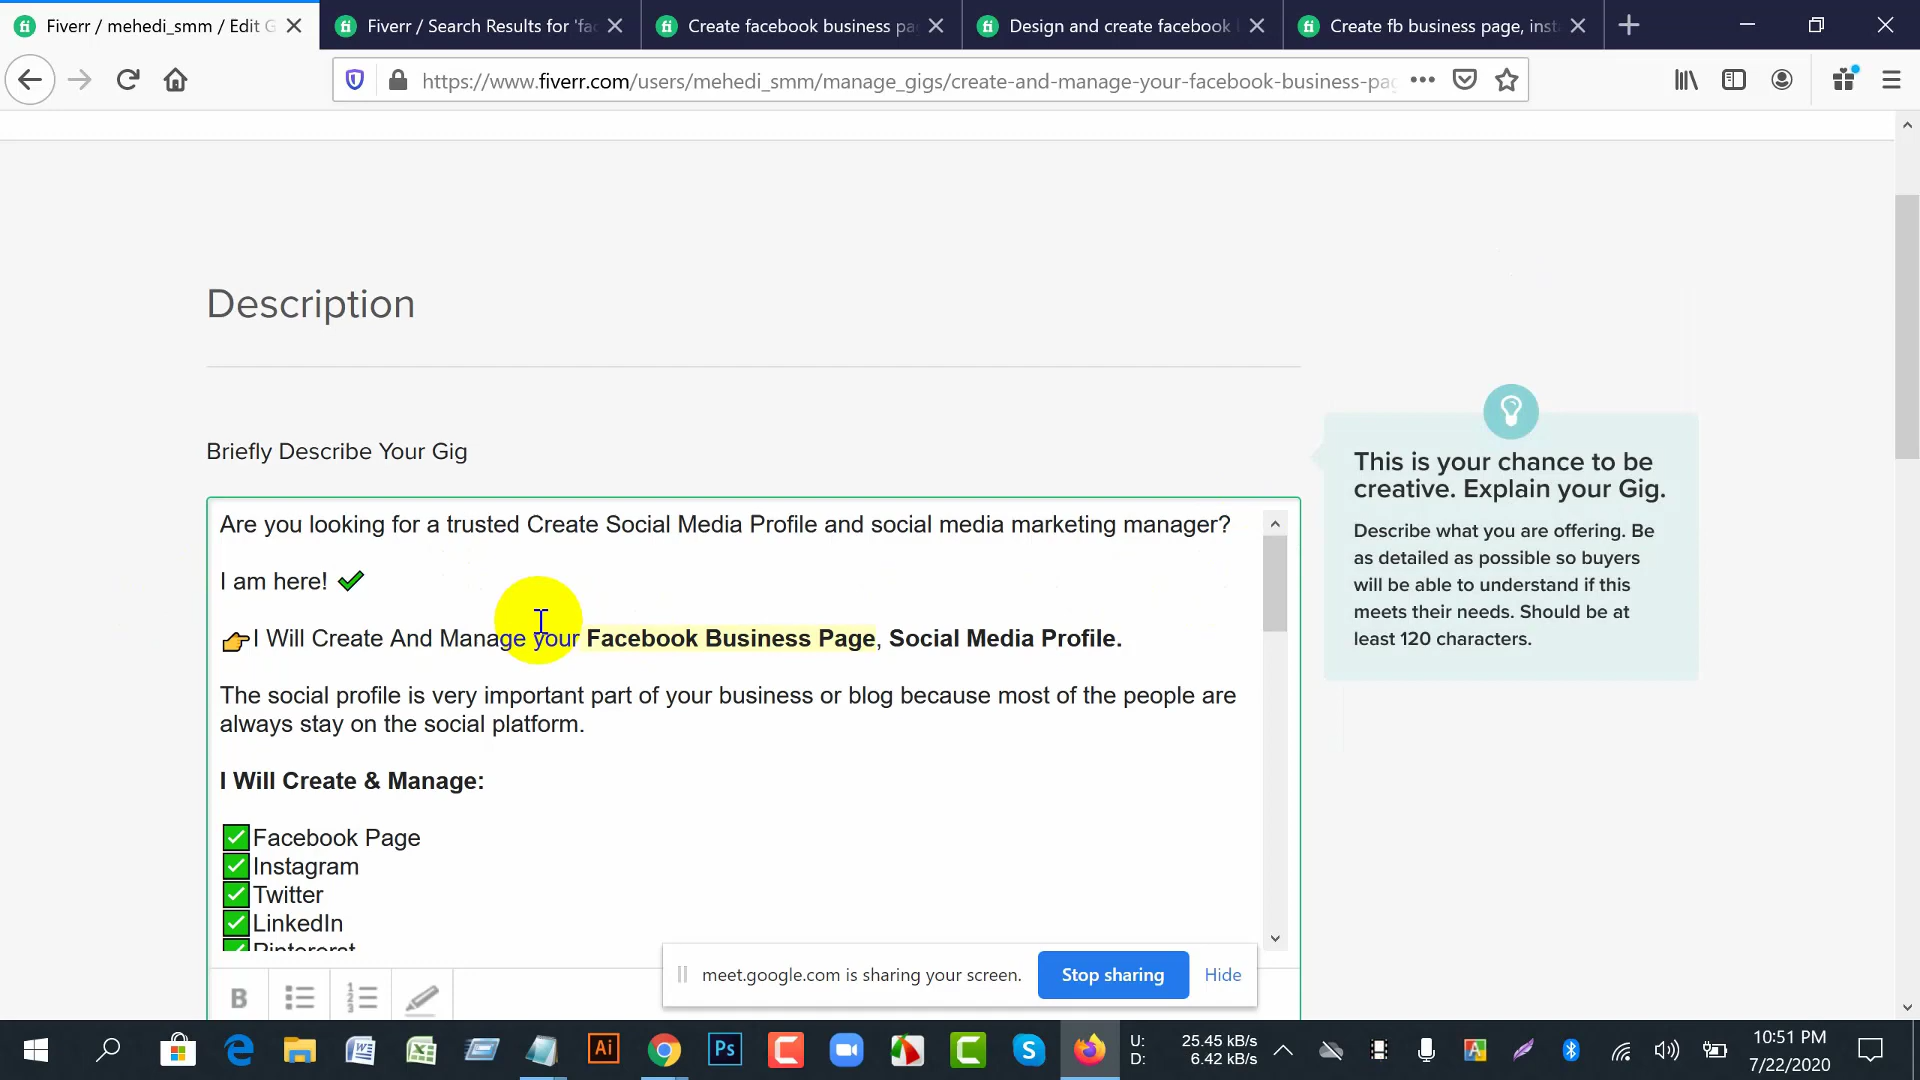 Fiverr / mehedi_smm / Edit G
Fiverr / Search Results for 'fac
Create facebook business pa
Design and create facebook
Create fb business page, insta
https://www.fiverr.com/users/mehedi_smm/manage_gigs/create-and-manage-your-facebook-business-pag
Description
Briefly Describe Your Gig
Are you looking for a trusted Create Social Media Profile and social media marketing manager?
I am here! ✔
👉I Will Create And Manage your Facebook Business Page, Social Media Profile.
The social profile is very important part of your business or blog because most of the people are
always stay on the social platform.
I Will Create & Manage:
✅Facebook Page
✅Instagram
✅Twitter
✅LinkedIn
✅Pintererst
B
This is your chance to be
creative. Explain your Gig.
Describe what you are offering. Be
as detailed as possible so buyers
will be able to understand if this
meets their needs. Should be at
least 120 characters.
meet.google.com is sharing your screen.
Stop sharing
Hide
U: 25.45 kB/s
D: 6.42 kB/s
10:51 PM
7/22/2020